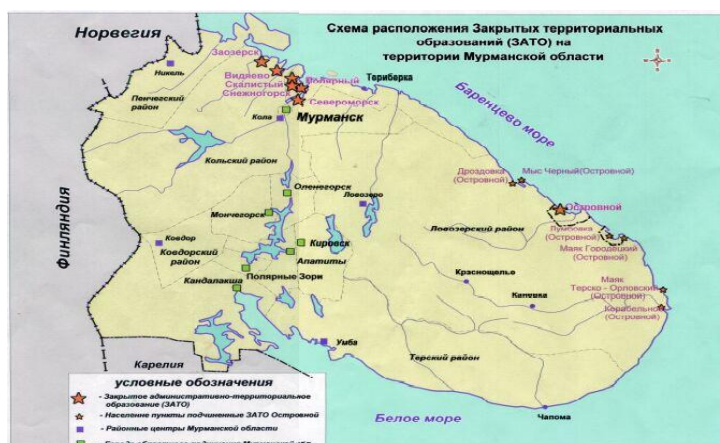 Схема расположения Закрытых территориальных
образований (ЗАТО) на
территории Мурманской области
Норвегия
Заозерск
Никель
Видяево
Скалистый
Снежногорск
Полярный
Североморск
Териберка
Печенгский
район
Мурманск
Кола
Баренцево море
Кольский район
Дроздовка
(Островной)
Мыс Черный(Островной)
Оленегорск
Ловозеро
Островной
Мончегорск
Финляндия
Ловозерский район
Лумбовка
(Островной)
Ковдор
Кировск
Маяк Городецкий
(Островной)
Ковдорский
район
Апатиты
Полярные Зори
Кандалакша
Краснощелье
Каневка
Маяк
Терско - Орловский
(Островной)
Корабельное
(Островной)
Умба
Терский район
Карелия
Чапома
Белое море
условные обозначения
- Закрытое административно-территориальное
образование (ЗАТО)
- Населенные пункты подчиненные ЗАТО Островной
- Районные центры Мурманской области